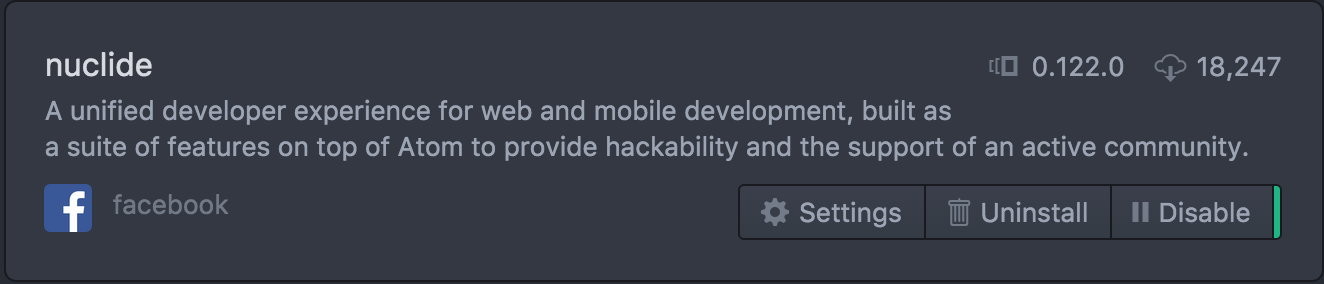 nuclide
0.122.0
18,247
A unified developer experience for web and mobile development, built as
a suite of features on top of Atom to provide hackability and the support of an active community.
facebook
Settings
Uninstall
Disable